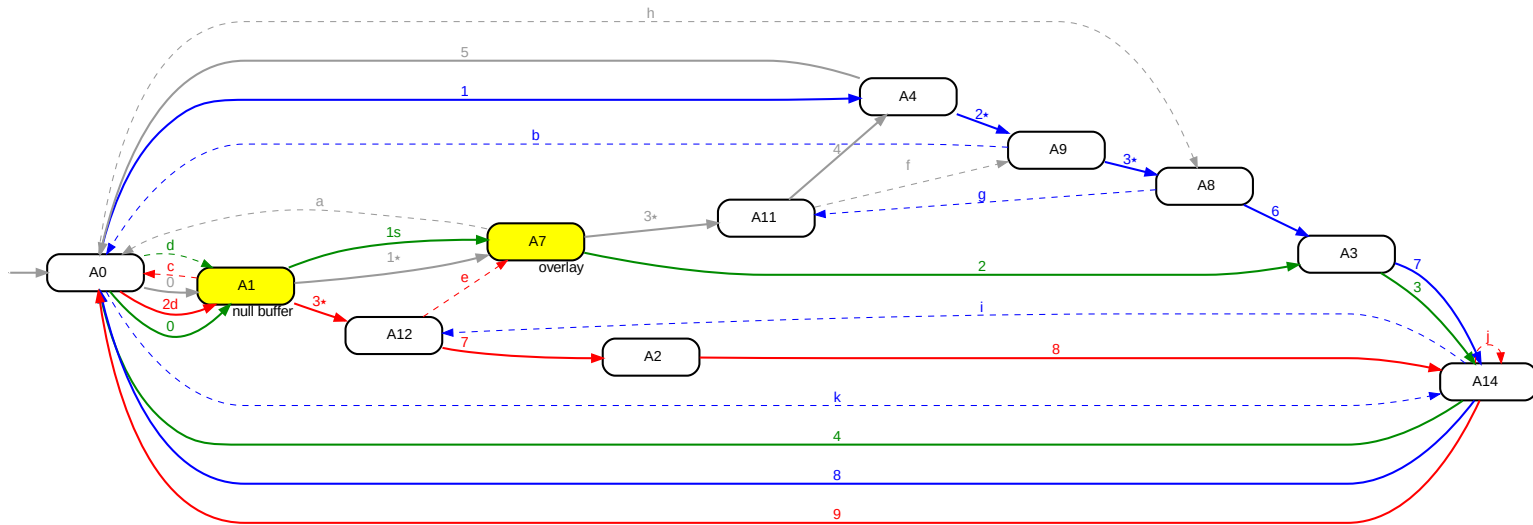 h
5
A4
1
2⋆
b
A9
3⋆
4
f
A8
g
a
A11
6
3⋆
1s
A7
d
A3
overlay
1⋆
7
c
2
A0
e
0
A1
3
2d
3⋆
null buffer
i
0
A12
7
j
A2
8
A14
k
4
8
9